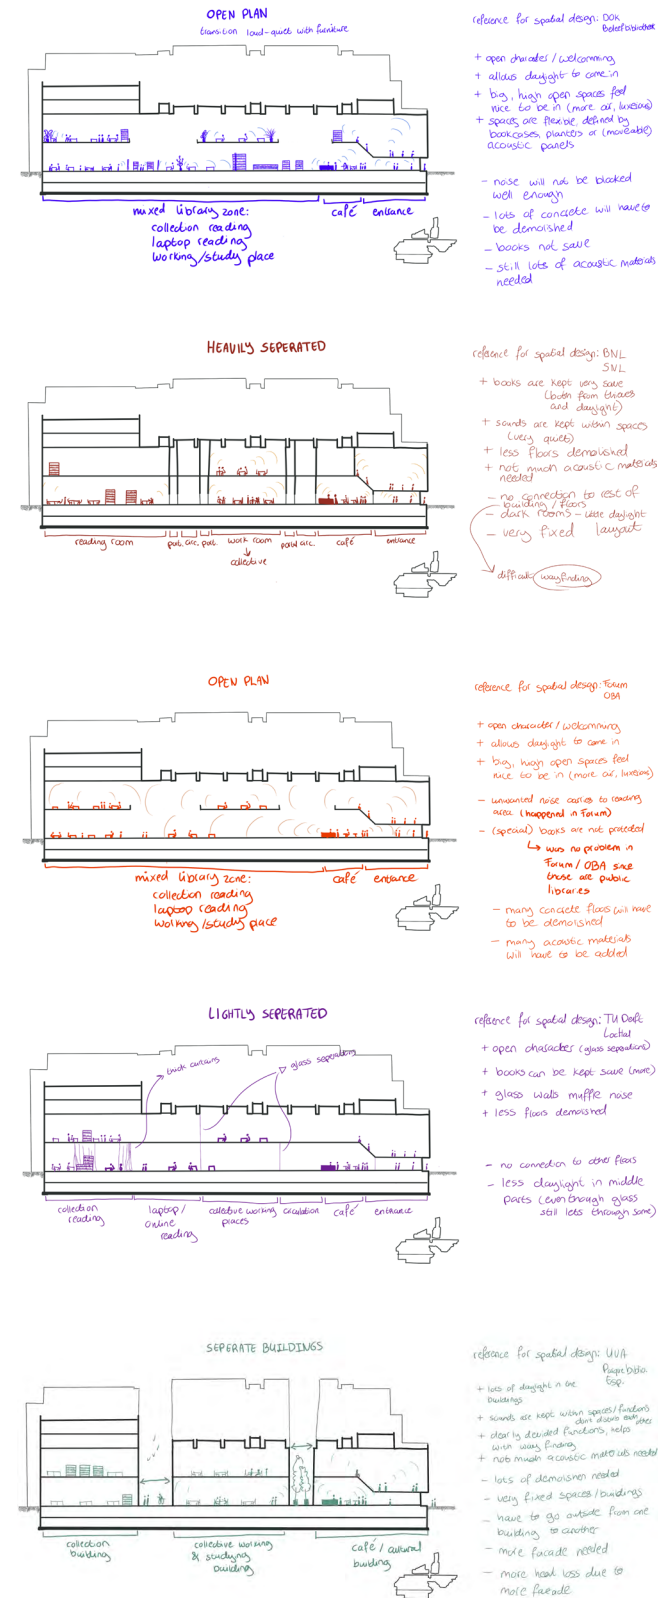 OPEN PLAN
transition loud-quiet with furniture
mixed library zone:
collection reading
laptop reading
working/study place
café
entrance
reference for spatial design: DOK
+ open character / welcomming
+ allows daylight to come in
+ big, high open spaces feel
nice to be in (more air, luxerious)
+ spaces are flexible, defined by
bookcases, planters or (moveable)
acoustic panels
- noise will not be blocked
well enough
- lots of concrete will have to
be demolished
- books not save
- still lots of acoustic materials
needed
HEAVILY SEPERATED
reading room
pat.
circ.
pat.
work room
collective
circ.
café
entrance
reference for spatial design: BNL
SNL
+ books are kept very save
(both from thieves
and daylight)
+ sounds are kept within spaces
(very quiet)
+ less floors demolished
+ not much acoustic materials
needed
- no connection to rest of
building / floors
- dark rooms - little daylight
- very fixed layout
difficult wayfinding
OPEN PLAN
mixed library zone:
collection reading
laptop reading
working/study place
café
entrance
reference for spatial design: Forum
OBA
+ open character / welcomming
+ allows daylight to come in
+ big, high open spaces feel
nice to be in (more air, luxerious)
- unwanted noise carries to reading
area (happened in Forum)
- (special) books are not protected
was no problem in
Forum / OBA since
those are public
libraries
- many concrete floors will have
to be demolished
- many acoustic materials
will have to be added
LIGHTLY SEPERATED
thick curtains
glass seperations
collection
reading
laptop /
online
reading
collective working
places
circulation
café
entrance
reference for spatial design: TU Delft
Lochal
+ open character (glass seperations)
+ books can be kept save (more)
+ glass walls muffle noise
+ less floors demolished
- no connection to other floors
- less daylight in middle
parts (even though glass
still lets through some)
SEPERATE BUILDINGS
collection
building
collective working
& studying
building
café / cultural
building
reference for spatial design: UVA
Esp.
+ lots of daylight in the
buildings
+ sounds are kept within spaces/functions
dont disturb each other
+ clearly devided functions, helps
with way finding
+ not much acoustic materials needed
- lots of demolishen needed
- very fixed spaces/buildings
- have to go outside from one
building to another
- more facade needed
- more heat loss due to
more facade